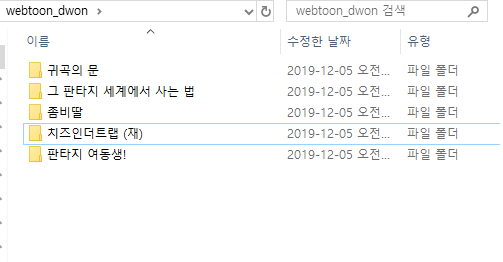 webtoon_dwon
webtoon_dwon 검색
이름 수정한 날짜 유형
귀곡의 문 2019-12-05 오전... 파일 폴더
그 판타지 세계에서 사는 법 2019-12-05 오전... 파일 폴더
좀비딸 2019-12-05 오전... 파일 폴더
치즈인더트랩 (재) 2019-12-05 오전... 파일 폴더
판타지 여동생! 2019-12-05 오전... 파일 폴더